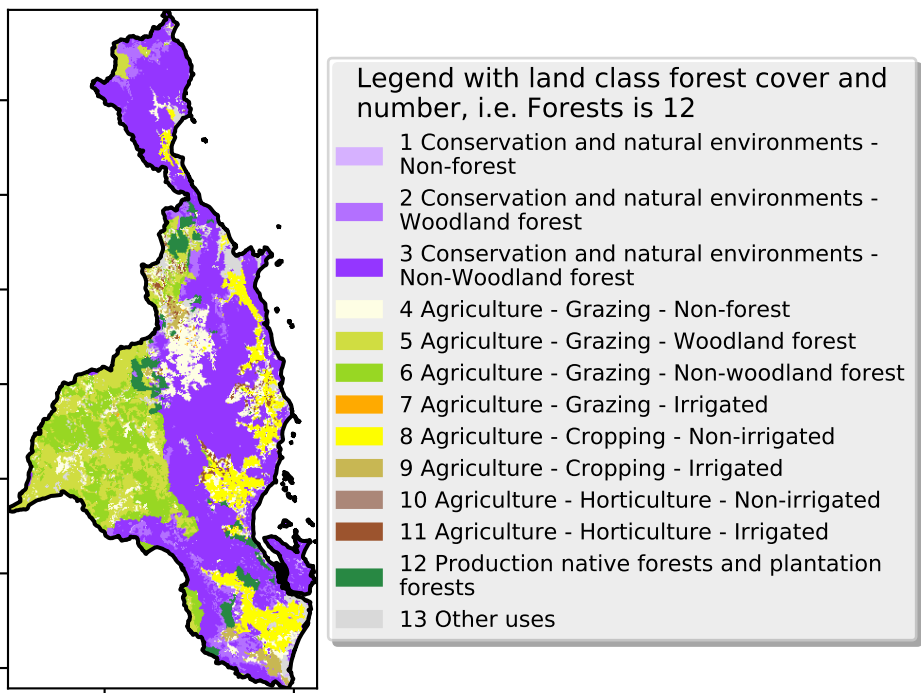 Legend with land class forest cover and
number, i.e. Forests is 12
1 Conservation and natural environments -
Non-forest
2 Conservation and natural environments -
Woodland forest
3 Conservation and natural environments -
Non-Woodland forest
4 Agriculture - Grazing - Non-forest
5 Agriculture - Grazing - Woodland forest
6 Agriculture - Grazing - Non-woodland forest
7 Agriculture - Grazing - Irrigated
8 Agriculture - Cropping - Non-irrigated
9 Agriculture - Cropping - Irrigated
10 Agriculture - Horticulture - Non-irrigated
11 Agriculture - Horticulture - Irrigated
12 Production native forests and plantation
forests
13 Other uses